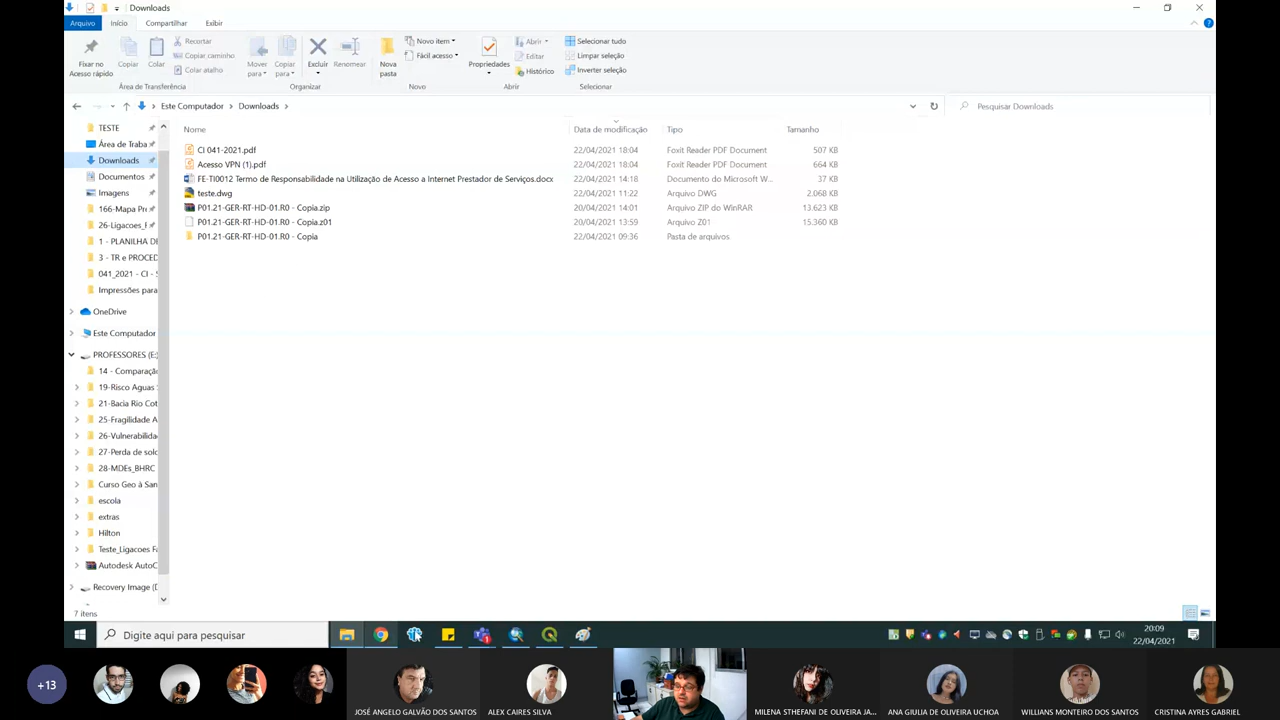 Downloads
Arquivo Início Compartilhar Exibir
Fixar no Acesso rápido
Copiar
Colar
Recortar
Copiar caminho
Colar atalho
Mover para
Copiar para
Excluir
Renomear
Nova pasta
Novo item
Fácil acesso
Propriedades
Abrir
Editar
Histórico
Selecionar tudo
Limpar seleção
Inverter seleção
Área de Transferência Organizar Novo Abrir Selecionar
Este Computador Downloads
Pesquisar Downloads
Nome Data de modificação Tipo Tamanho
CI 041-2021.pdf 22/04/2021 18:04 Foxit Reader PDF Document 507 KB
Acesso VPN (1).pdf 22/04/2021 18:04 Foxit Reader PDF Document 664 KB
FE-TI0012 Termo de Responsabilidade na Utilização de Acesso a Internet Prestador de Serviços.docx 22/04/2021 14:18 Documento do Microsoft W... 37 KB
teste.dwg 22/04/2021 11:22 Arquivo DWG 2.068 KB
P01.21-GER-RT-HD-01.R0 - Copia.zip 20/04/2021 14:01 Arquivo ZIP do WinRAR 13.623 KB
P01.21-GER-RT-HD-01.R0 - Copia.z01 20/04/2021 13:59 Arquivo Z01 15.360 KB
P01.21-GER-RT-HD-01.R0 - Copia 22/04/2021 09:36 Pasta de arquivos
TESTE
Área de Traba
Downloads
Documentos
Imagens
166-Mapa Pr
26-Ligacoes_F
1 - PLANILHA DE
3 - TR e PROCED
041_2021 - CI - S
Impressões para
OneDrive
Este Computador
PROFESSORES (E:)
14 - Comparação
19-Risco Aguas S
21-Bacia Rio Cot
25-Fragilidade A
26-Vulnerabilida
27-Perda de solo
28-MDEs_BHRC
Curso Geo à San
escola
extras
Hilton
Teste_Ligacoes Fa
Autodesk AutoC
Recovery Image (D
7 itens
Digite aqui para pesquisar
20:09
22/04/2021
+13
JOSÉ ANGELO GALVÃO DOS SANTOS
ALEX CAIRES SILVA
MILENA STHEFANI DE OLIVEIRA JA...
ANA GIULIA DE OLIVEIRA UCHOA
WILLIANS MONTEIRO DOS SANTOS
CRISTINA AYRES GABRIEL